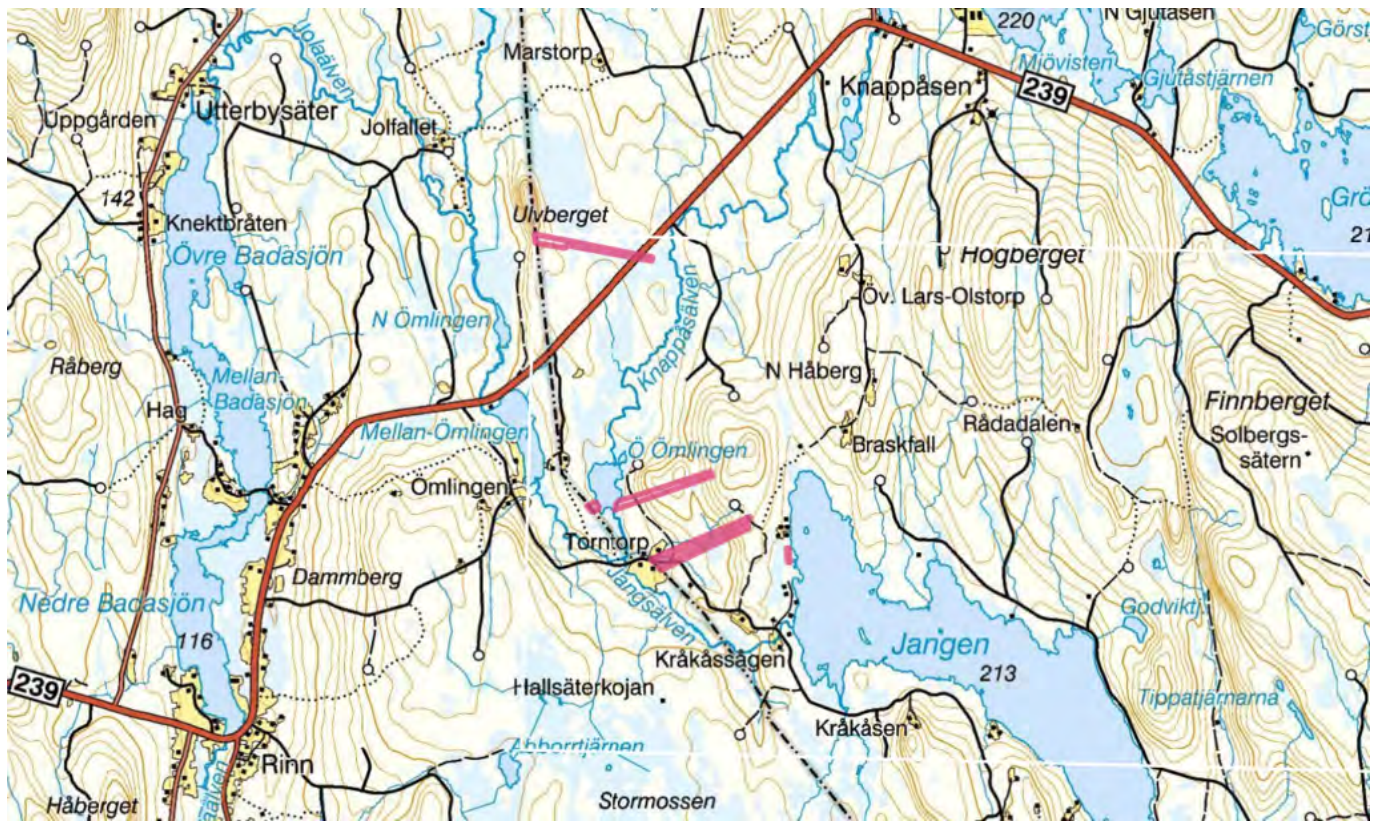 220
N Gjutåsen
Jolaälven
Marstorp
Mjövisten
Gjutåstjärnen
Knappåsen
239
Utterbysäter
Uppgården
Jolfallet
142
Knektbråten
Ulvberget
Övre Badasjön
Högberget
Knappåsälven
Öv. Lars-Olstorp
N Ömlingen
Råberg
Mellan-
Badasjön
N Håberg
Hag
Mellan-Ömlingen
Rådadalen
Finnberget
Braskfall
Solbergs-
sätern
Ö Ömlingen
Ömlingen
Torntorp
Dammberg
Jangsälven
Nedre Badasjön
Godviktj.
116
Jangen
Kråkåssågen
213
239
Hallsäterkojan
Tippatjärnarna
Kråkåsen
Abborrtjärnen
Rinn
Håberget
Stormossen